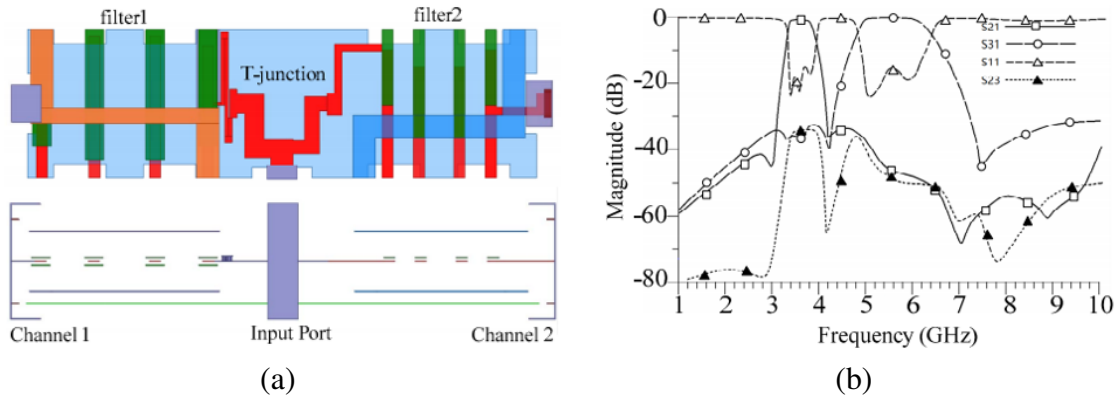 filter1
filter2
T-junction
Channel 1
Input Port
Channel 2
(a)
0
-20
-40
-60
-80
Magnitude (dB)
S21
S31
S11
S23
1 2 3 4 5 6 7 8 9 10
Frequency (GHz)
(b)